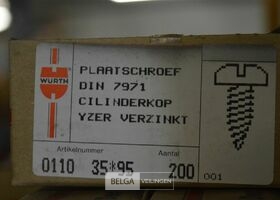 WÜRTH
PLAATSCHROEF
DIN 7971
CILINDERKOP
YZER VERZINKT
Artikelnummer
Aantal
0110 35*95 200 001
BELGA VEILINGEN